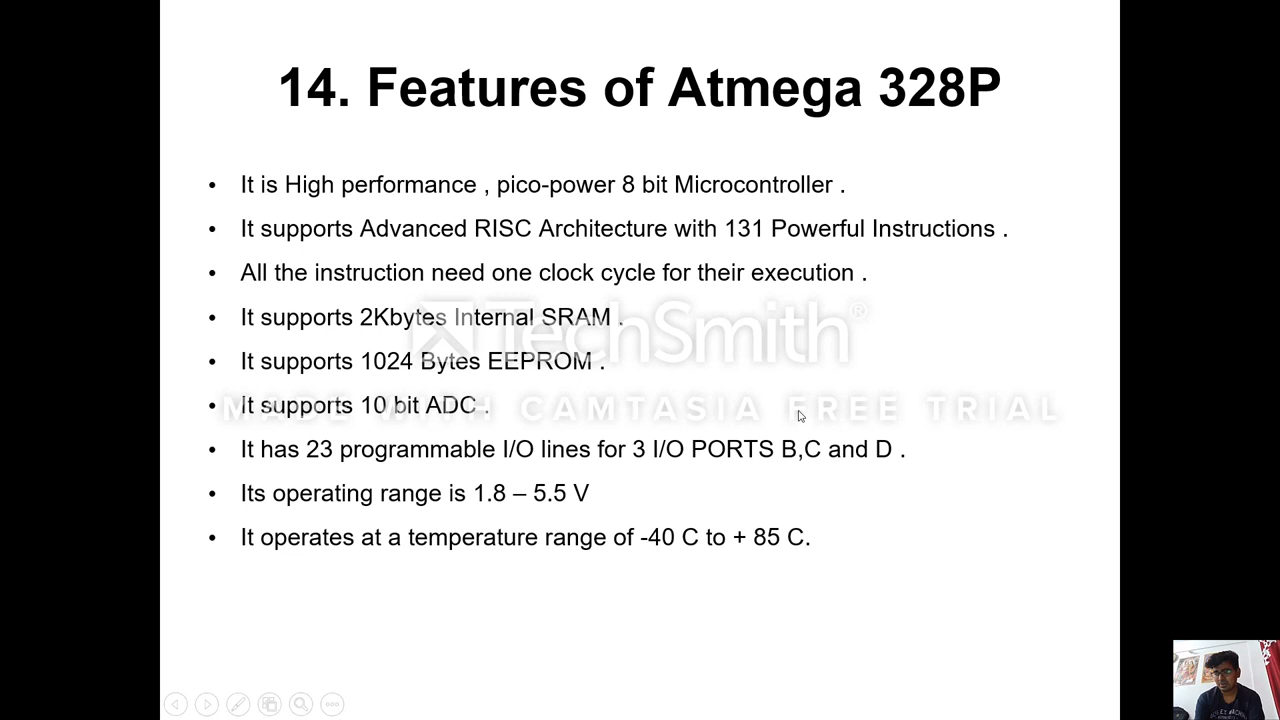 14. Features of Atmega 328P
• It is High performance , pico-power 8 bit Microcontroller .
• It supports Advanced RISC Architecture with 131 Powerful Instructions .
• All the instruction need one clock cycle for their execution .
• It supports 2Kbytes Internal SRAM .
TechSmith®
• It supports 1024 Bytes EEPROM .
• It supports 10 bit ADC .
MADE WITH CAMTASIA FREE TRIAL
• It has 23 programmable I/O lines for 3 I/O PORTS B,C and D .
• Its operating range is 1.8 – 5.5 V
• It operates at a temperature range of -40 C to + 85 C.